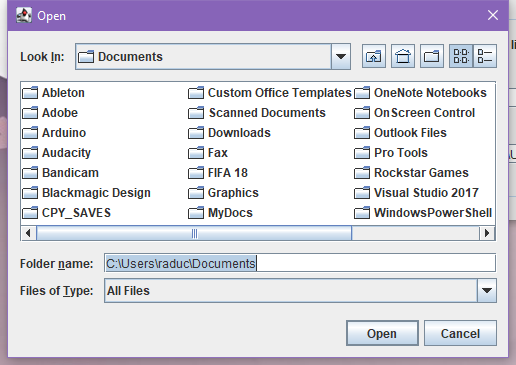 Open
Look In: Documents
Ableton Custom Office Templates OneNote Notebooks
Adobe Scanned Documents OnScreen Control
Arduino Downloads Outlook Files
Audacity Fax Pro Tools
Bandicam FIFA 18 Rockstar Games
Blackmagic Design Graphics Visual Studio 2017
CPY_SAVES MyDocs WindowsPowerShell
Folder name: C:\Users\raduc\Documents
Files of Type: All Files
Open Cancel